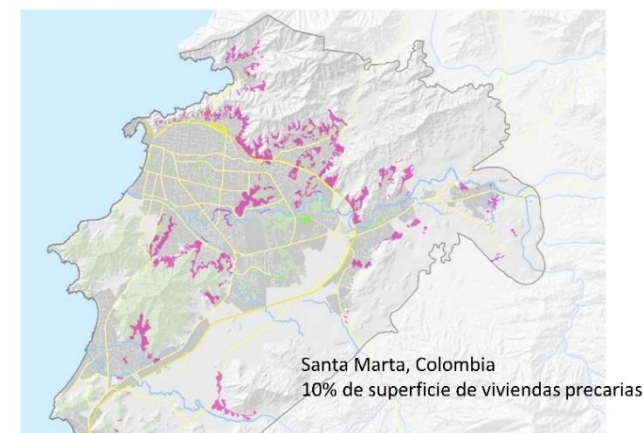 Santa Marta, Colombia
10% de superficie de viviendas precarias